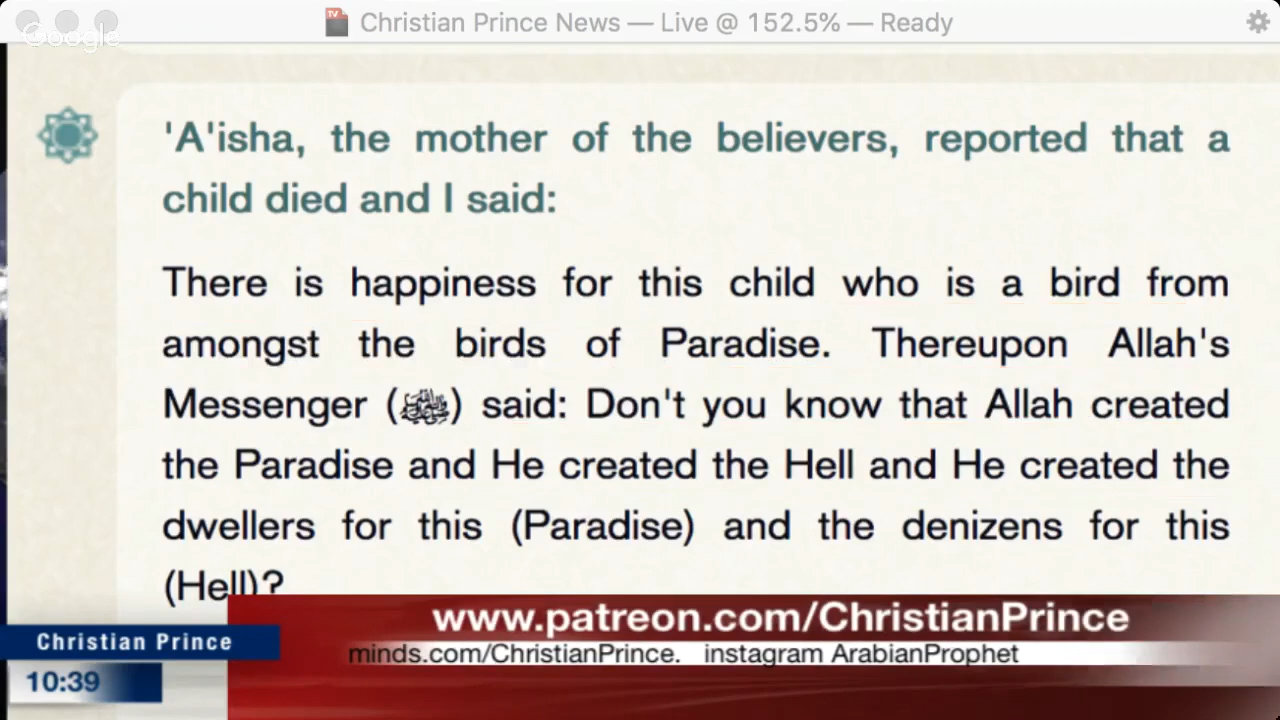 Christian Prince News — Live @ 152.5% — Ready
Google
TV
'A'isha, the mother of the believers, reported that a
child died and I said:
There is happiness for this child who is a bird from
amongst the birds of Paradise. Thereupon Allah's
Messenger (ﷺ) said: Don't you know that Allah created
the Paradise and He created the Hell and He created the
dwellers for this (Paradise) and the denizens for this
(Hell)?
www.patreon.com/ChristianPrince
Christian Prince
minds.com/ChristianPrince. instagram ArabianProphet
10:39